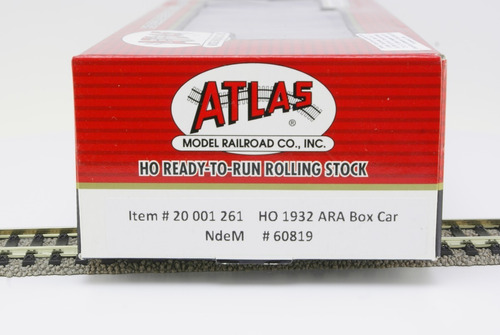 ATLAS
®
MODEL RAILROAD CO., INC.
HO READY-TO-RUN ROLLING STOCK
Item # 20 001 261 HO 1932 ARA Box Car
NdeM # 60819